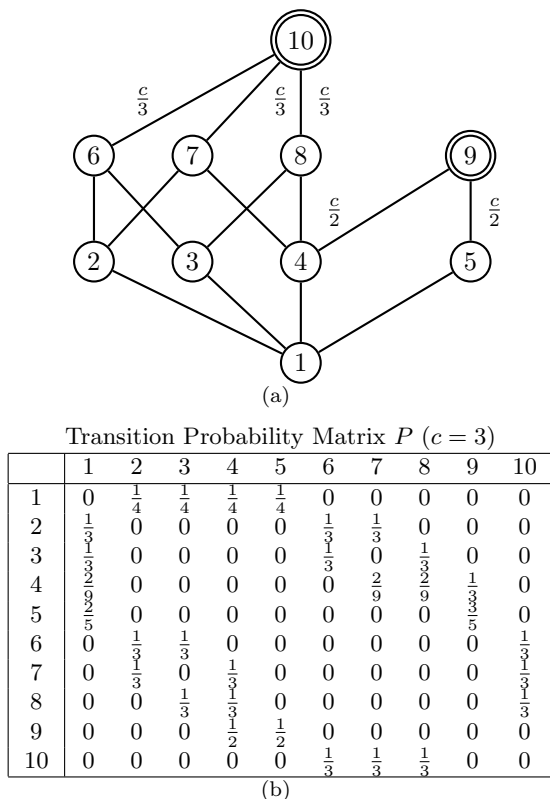 10
c/3 c/3 c/3
6 7 8 9
c/2 c/2
2 3 4 5
1
(a)
Transition Probability Matrix P (c = 3)
1 2 3 4 5 6 7 8 9 10
1 0 1/4 1/4 1/4 1/4 0 0 0 0 0
2 1/3 0 0 0 0 1/3 1/3 0 0 0
3 1/3 0 0 0 0 1/3 0 1/3 0 0
4 2/9 0 0 0 0 0 2/9 2/9 1/3 0
5 2/5 0 0 0 0 0 0 0 3/5 0
6 0 1/3 1/3 0 0 0 0 0 0 1/3
7 0 1/3 0 1/3 0 0 0 0 0 1/3
8 0 0 1/3 1/3 0 0 0 0 0 1/3
9 0 0 0 1/2 1/2 0 0 0 0 0
10 0 0 0 0 0 1/3 1/3 1/3 0 0
(b)